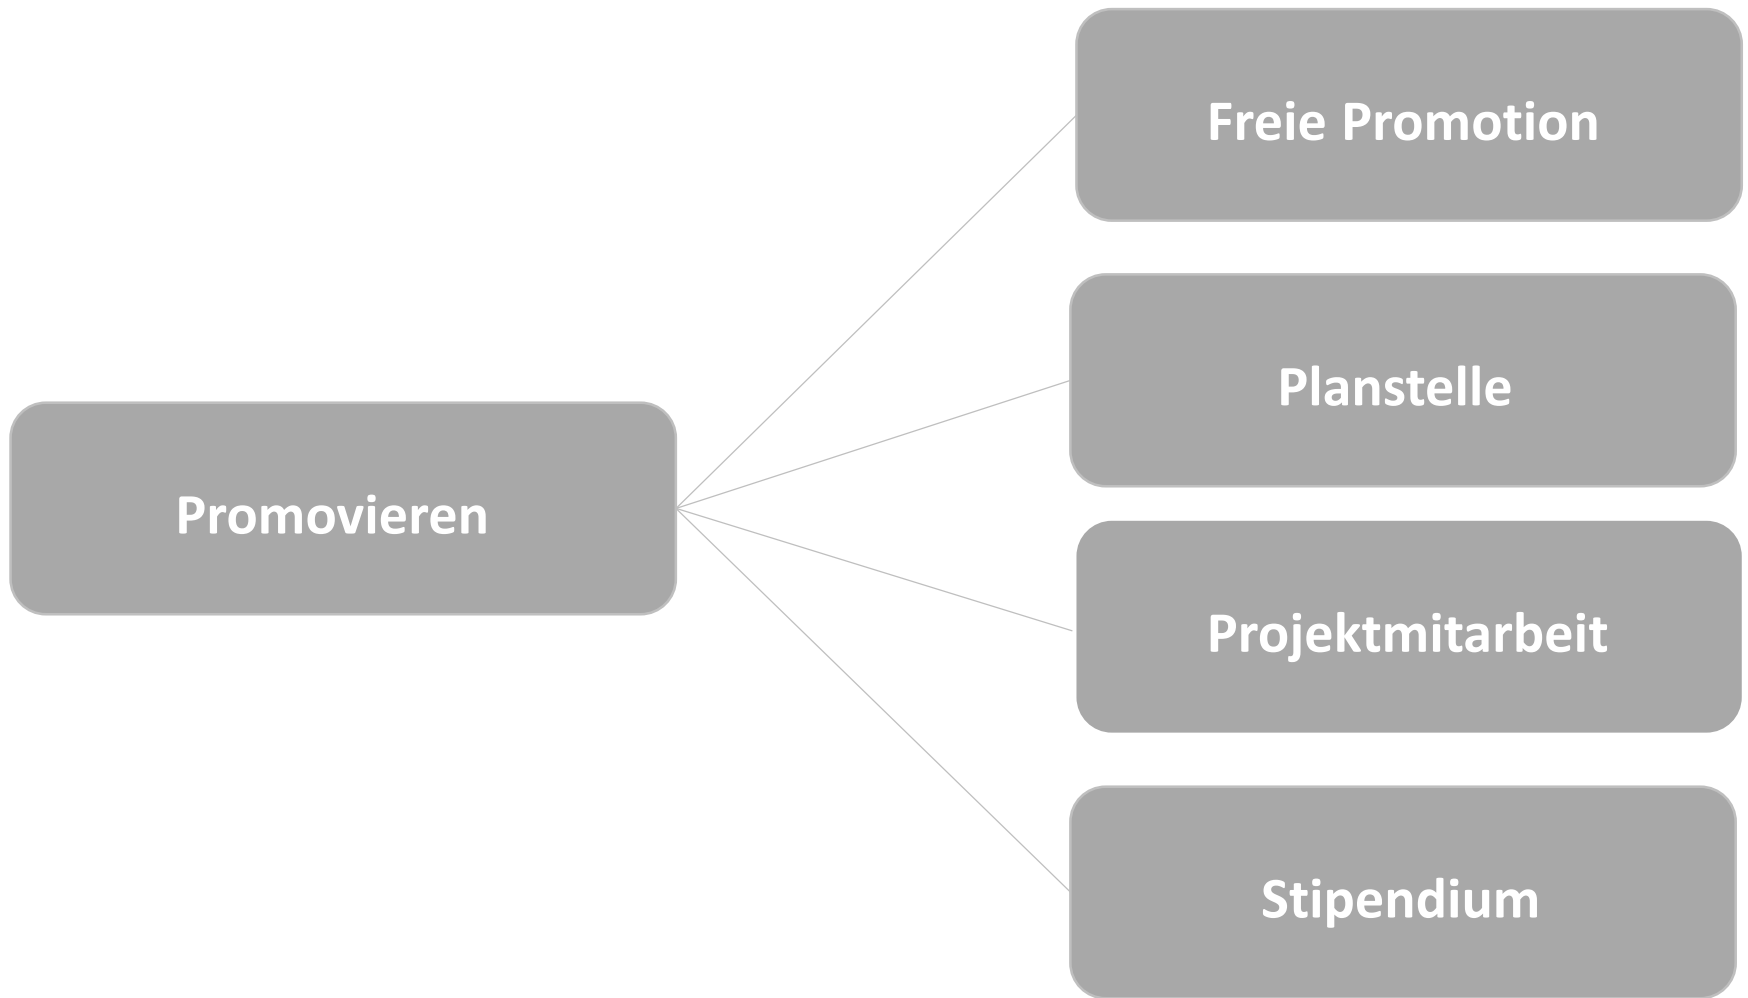 Freie Promotion
Planstelle
Promovieren
Projektmitarbeit
Stipendium